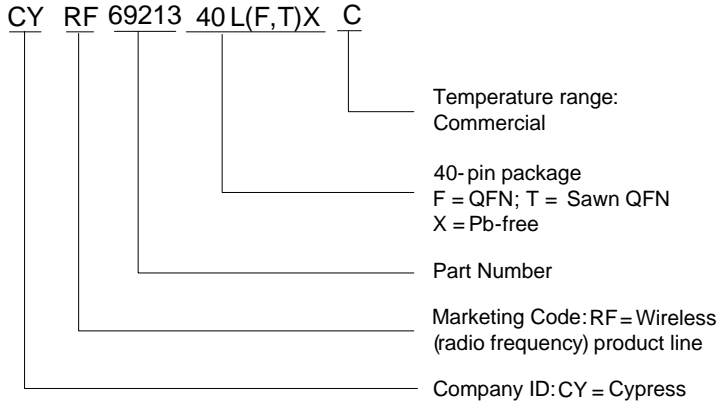 CY RF 69213 40 L(F,T)X C
Temperature range:
Commercial
40-pin package
F = QFN; T = Sawn QFN
X = Pb-free
Part Number
Marketing Code: RF = Wireless
(radio frequency) product line
Company ID: CY = Cypress